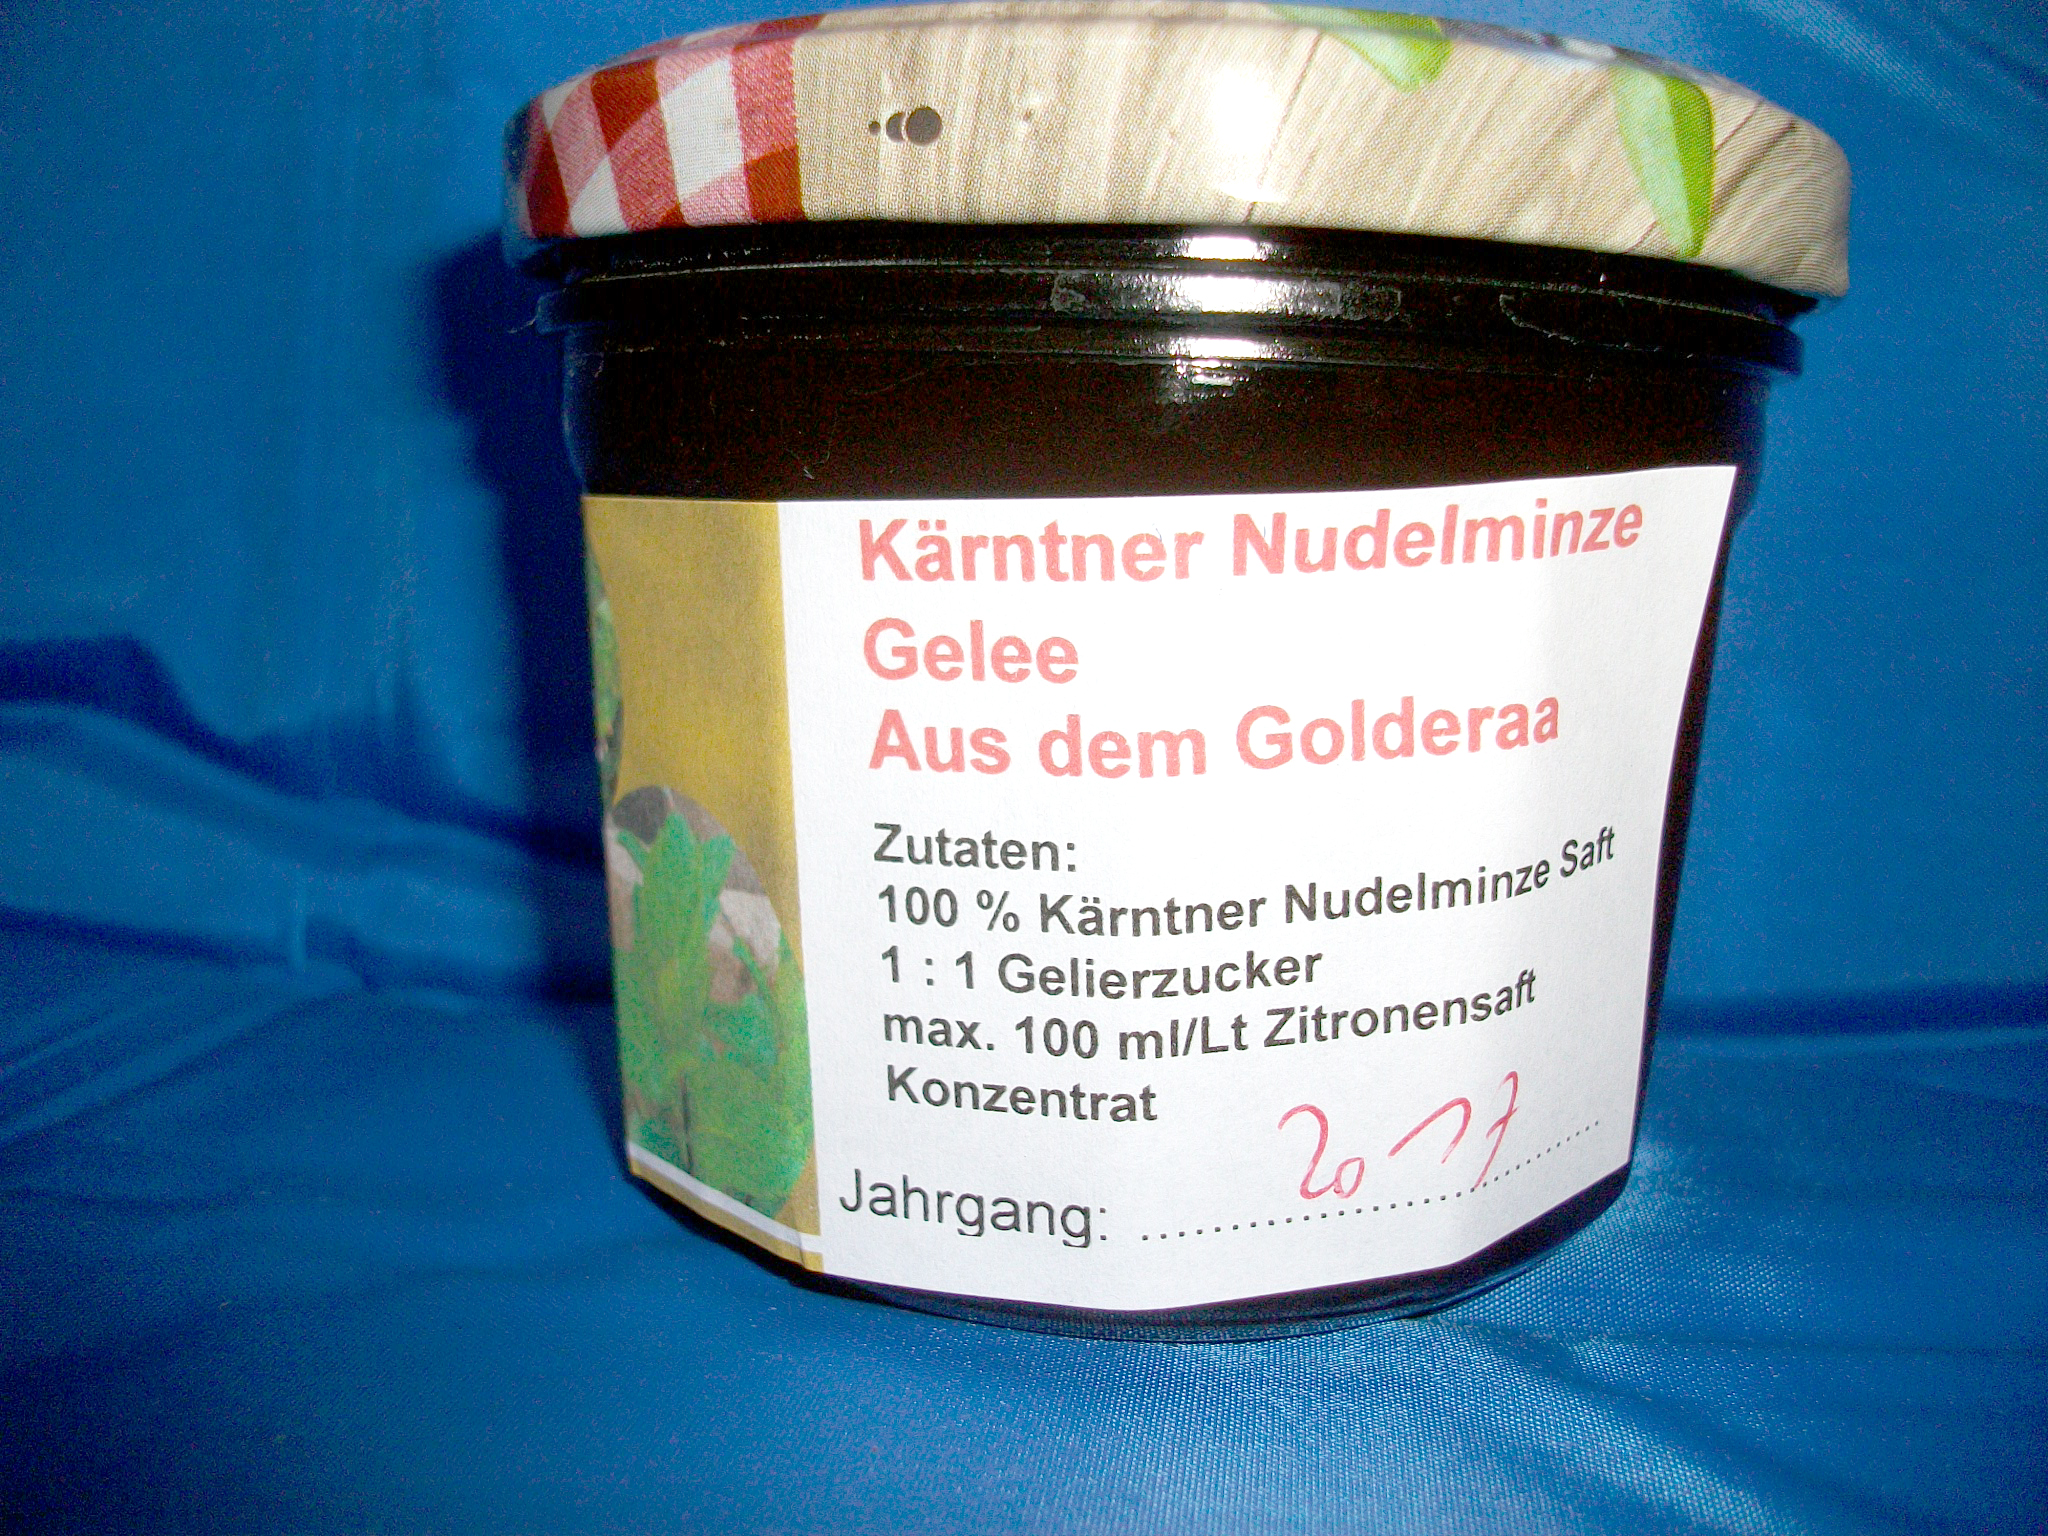 Kärntner Nudelminze
Gelee
Aus dem Golderaa
Zutaten:
100 % Kärntner Nudelminze Saft
1 : 1 Gelierzucker
max. 100 ml/Lt Zitronensaft
Konzentrat
Jahrgang: 2017